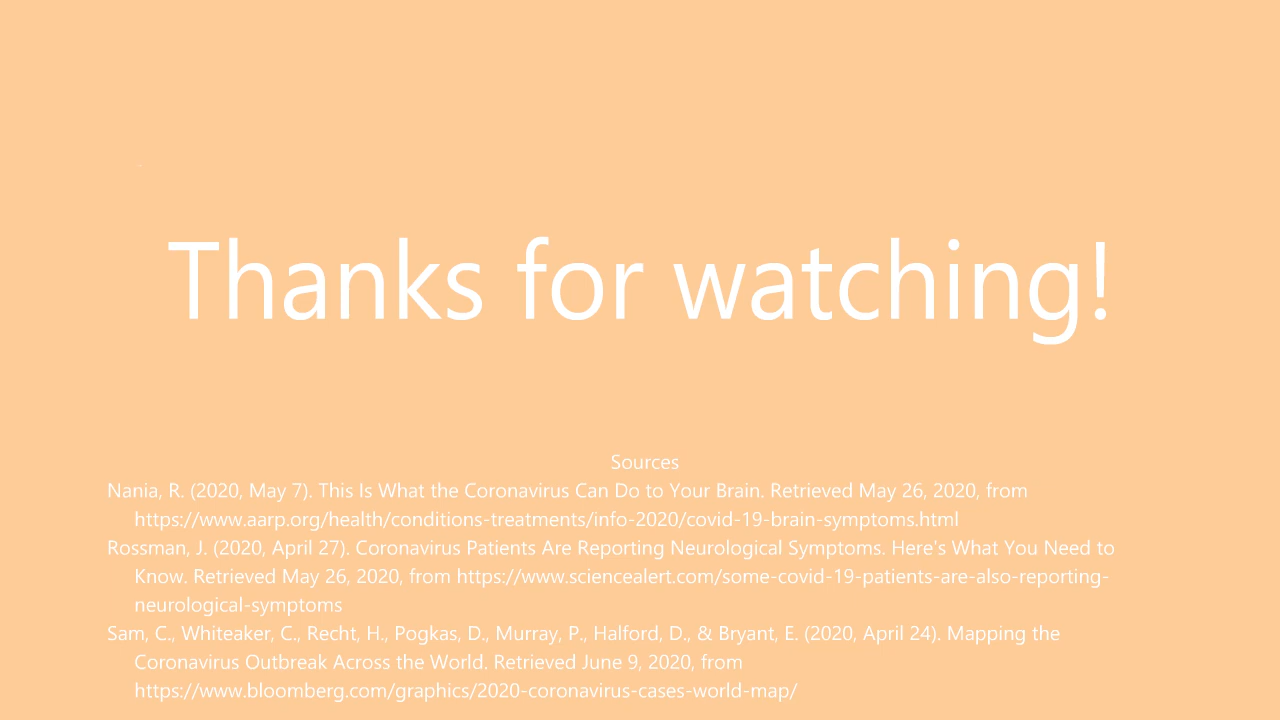 Thanks for watching!
Sources
Nania, R. (2020, May 7). This Is What the Coronavirus Can Do to Your Brain. Retrieved May 26, 2020, from
https://www.aarp.org/health/conditions-treatments/info-2020/covid-19-brain-symptoms.html
Rossman, J. (2020, April 27). Coronavirus Patients Are Reporting Neurological Symptoms. Here's What You Need to
Know. Retrieved May 26, 2020, from https://www.sciencealert.com/some-covid-19-patients-are-also-reporting-
neurological-symptoms
Sam, C., Whiteaker, C., Recht, H., Pogkas, D., Murray, P., Halford, D., & Bryant, E. (2020, April 24). Mapping the
Coronavirus Outbreak Across the World. Retrieved June 9, 2020, from
https://www.bloomberg.com/graphics/2020-coronavirus-cases-world-map/